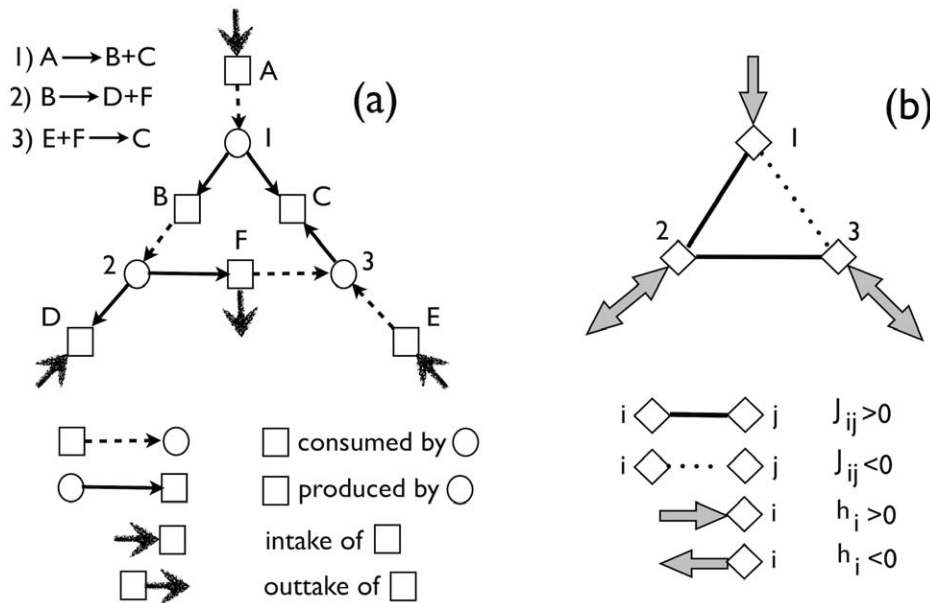 1) A → B+C
2) B → D+F
3) E+F → C
A
(a)
1
B
C
F
2
3
D
E
(b)
1
2
3
consumed by
produced by
intake of
outtake of
i j J_ij>0
i j J_ij<0
i h_i>0
i h_i<0